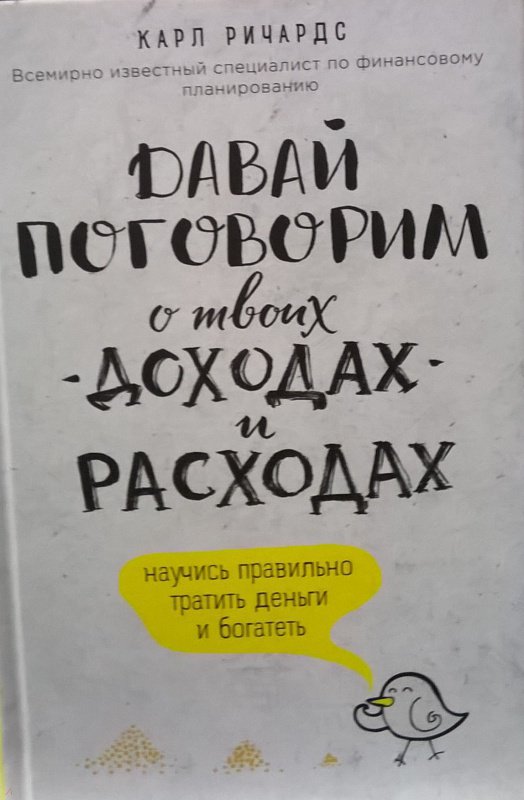 КАРЛ РИЧАРДС
Всемирно известный специалист по финансовому
планированию
ДАВАЙ
ПОГОВОРИМ
о твоих
-ДОХОДАХ-
и
РАСХОДАХ
научись правильно
тратить деньги
и богатеть